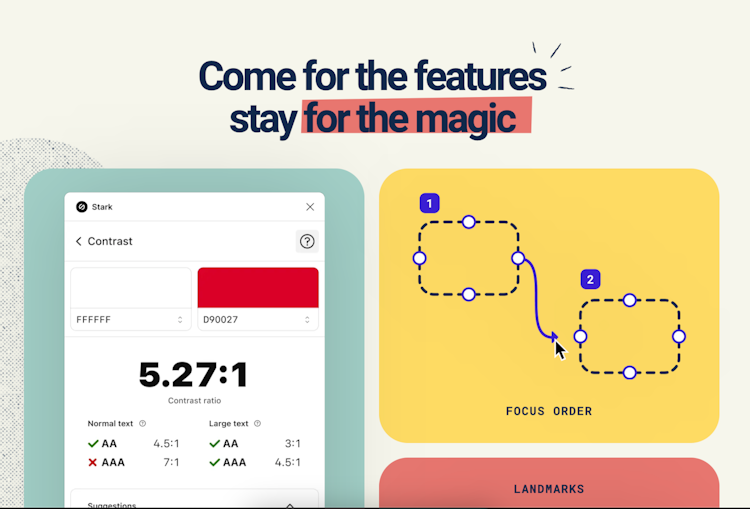 Come for the features
stay for the magic
Stark
Contrast
?
FFFFFF
D90027
5.27:1
Contrast ratio
Normal text ?
Large text ?
AA 4.5:1
AA 3:1
AAA 7:1
AAA 4.5:1
Suggestions
1
2
FOCUS ORDER
LANDMARKS